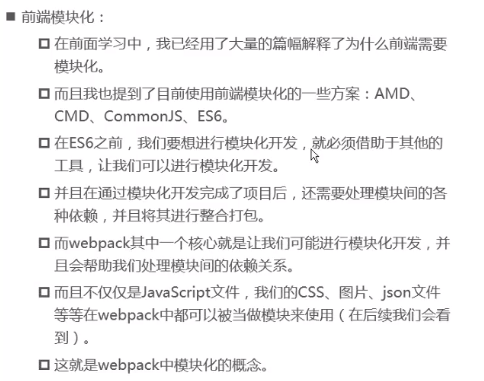 前端模块化：
在前面学习中，我已经用了大量的篇幅解释了为什么前端需要
模块化。
而且我也提到了目前使用前端模块化的一些方案：AMD、
CMD、CommonJS、ES6。
在ES6之前，我们要想进行模块化开发，就必须借助于其他的
工具，让我们可以进行模块化开发。
并且在通过模块化开发完成了项目后，还需要处理模块间的各
种依赖，并且将其进行整合打包。
而webpack其中一个核心就是让我们可能进行模块化开发，并
且会帮助我们处理模块间的依赖关系。
而且不仅仅是JavaScript文件，我们的CSS、图片、json文件
等等在webpack中都可以被当做模块来使用（在后续我们会看
到）。
这就是webpack中模块化的概念。